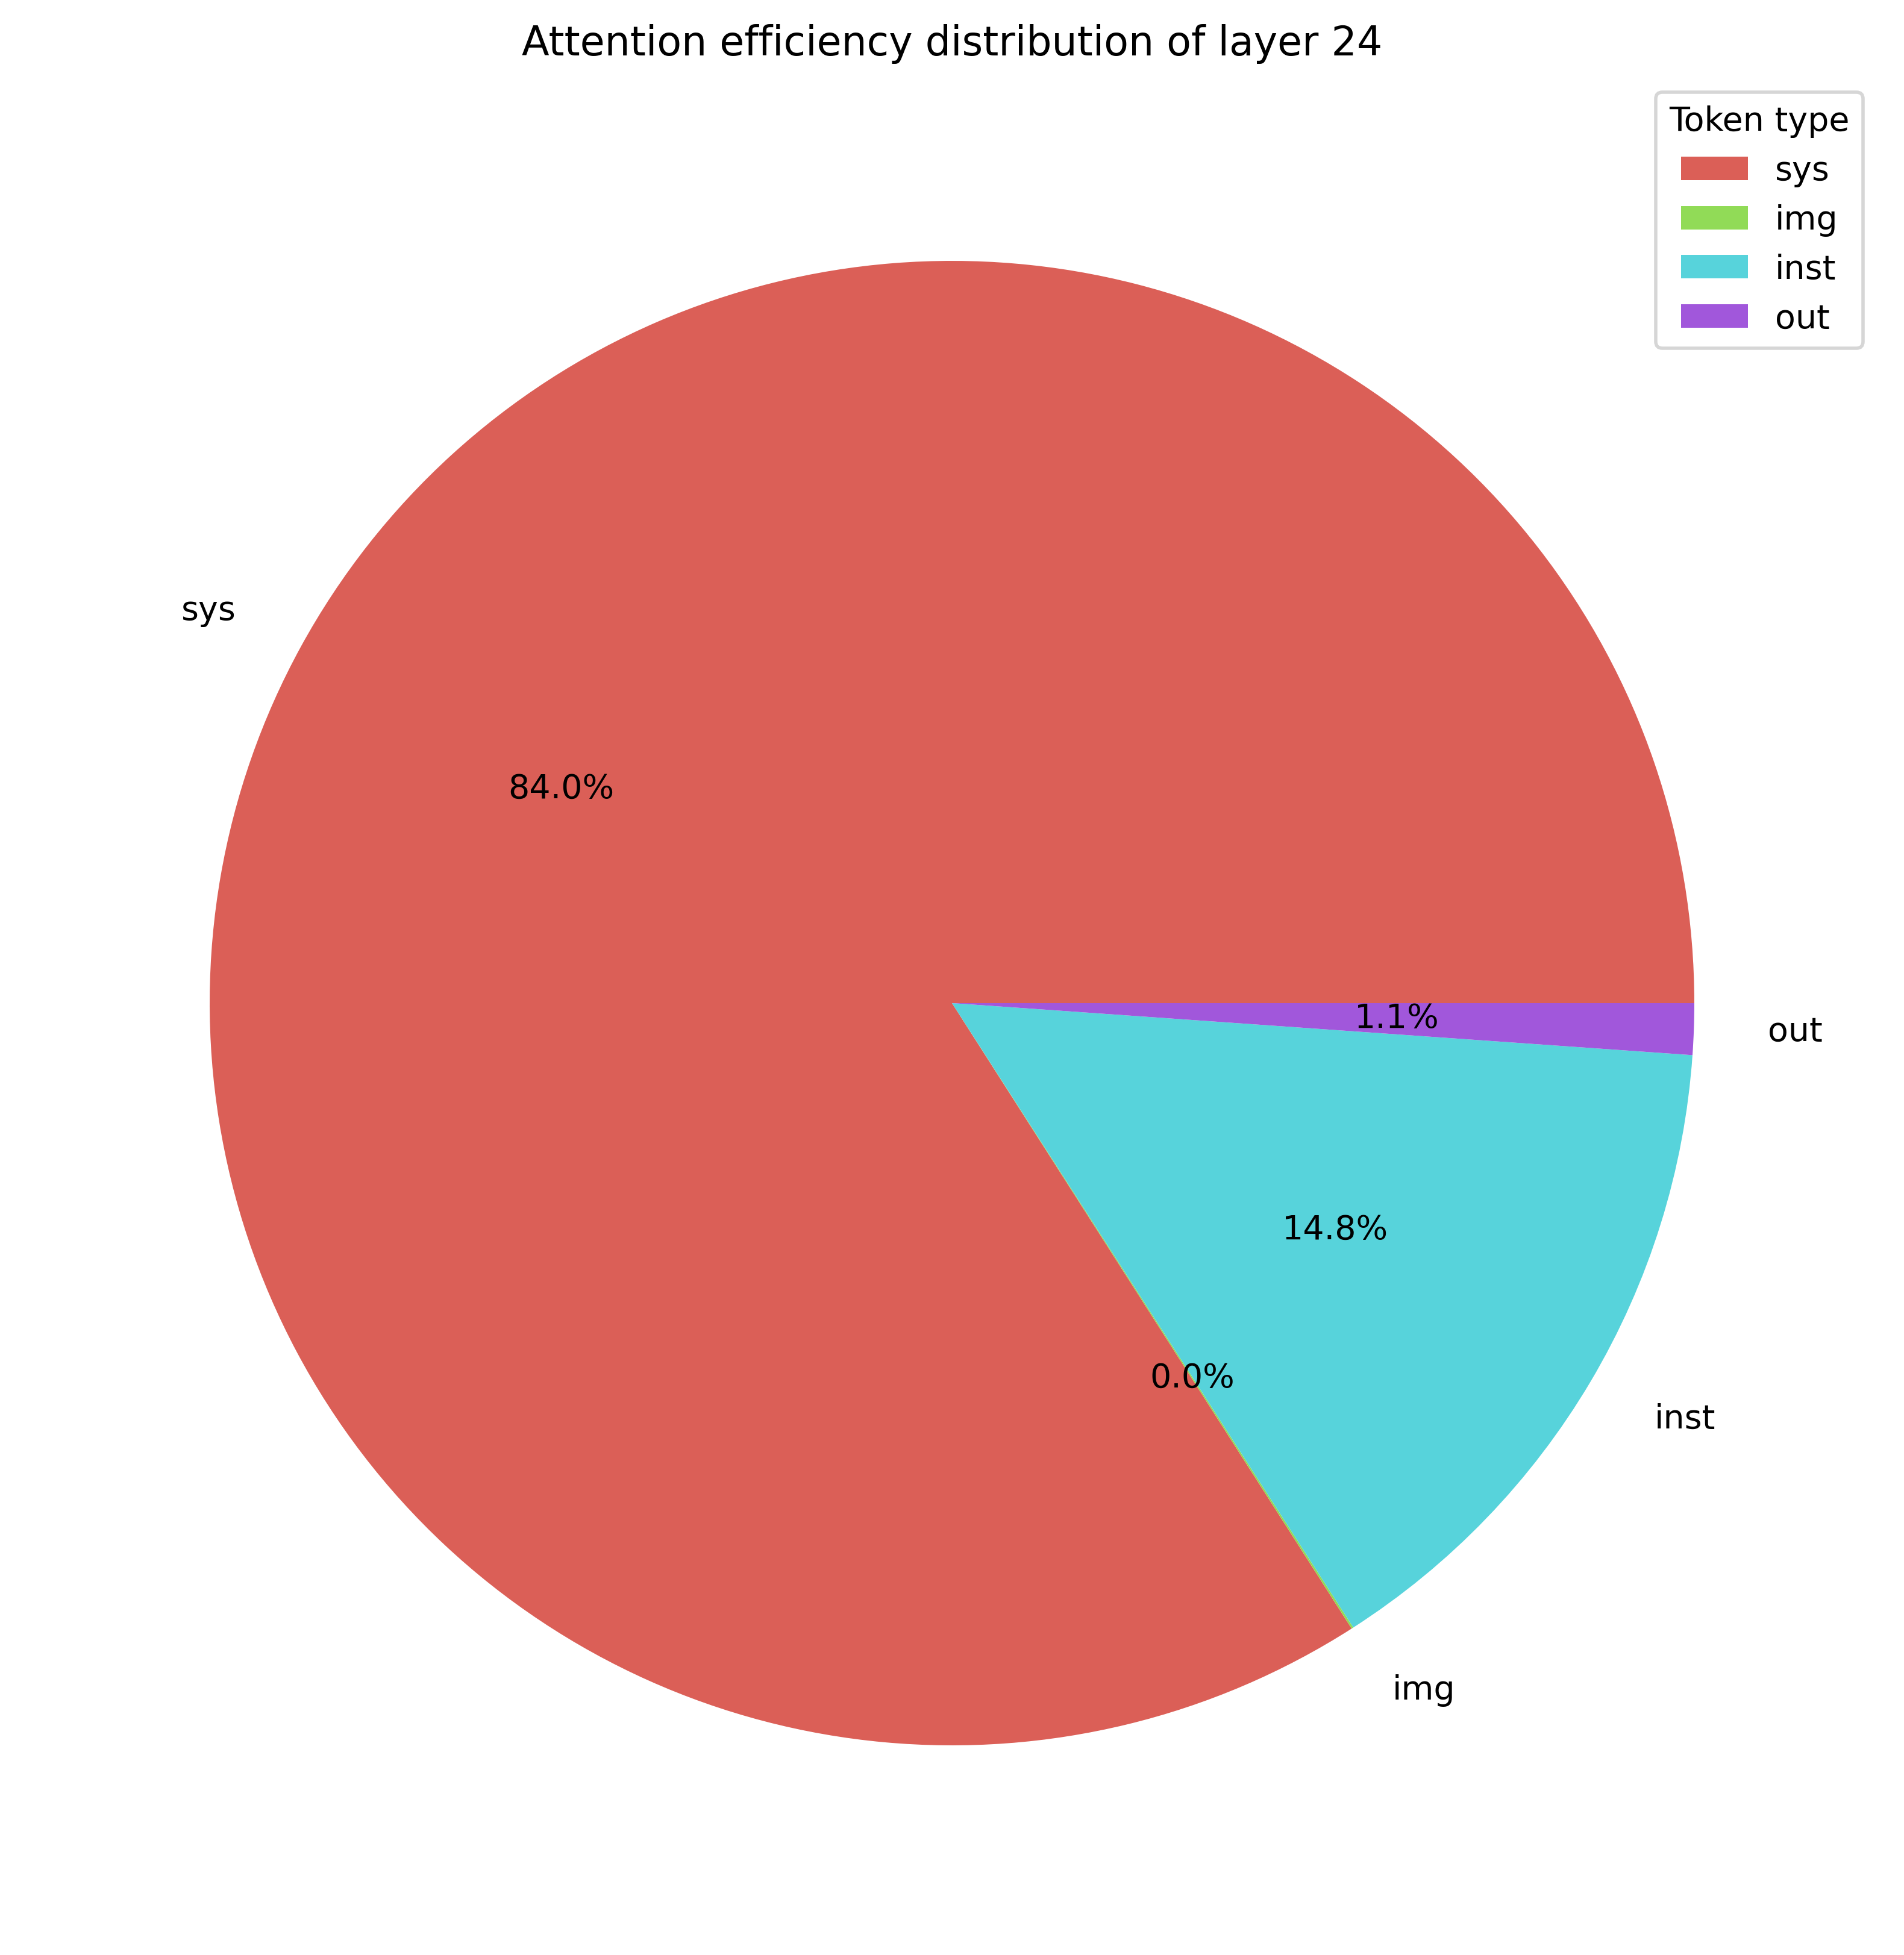 Attention efficiency distribution of layer 24
Token type
sys
img
inst
out
sys
84.0%
1.1%
out
14.8%
0.0%
inst
img